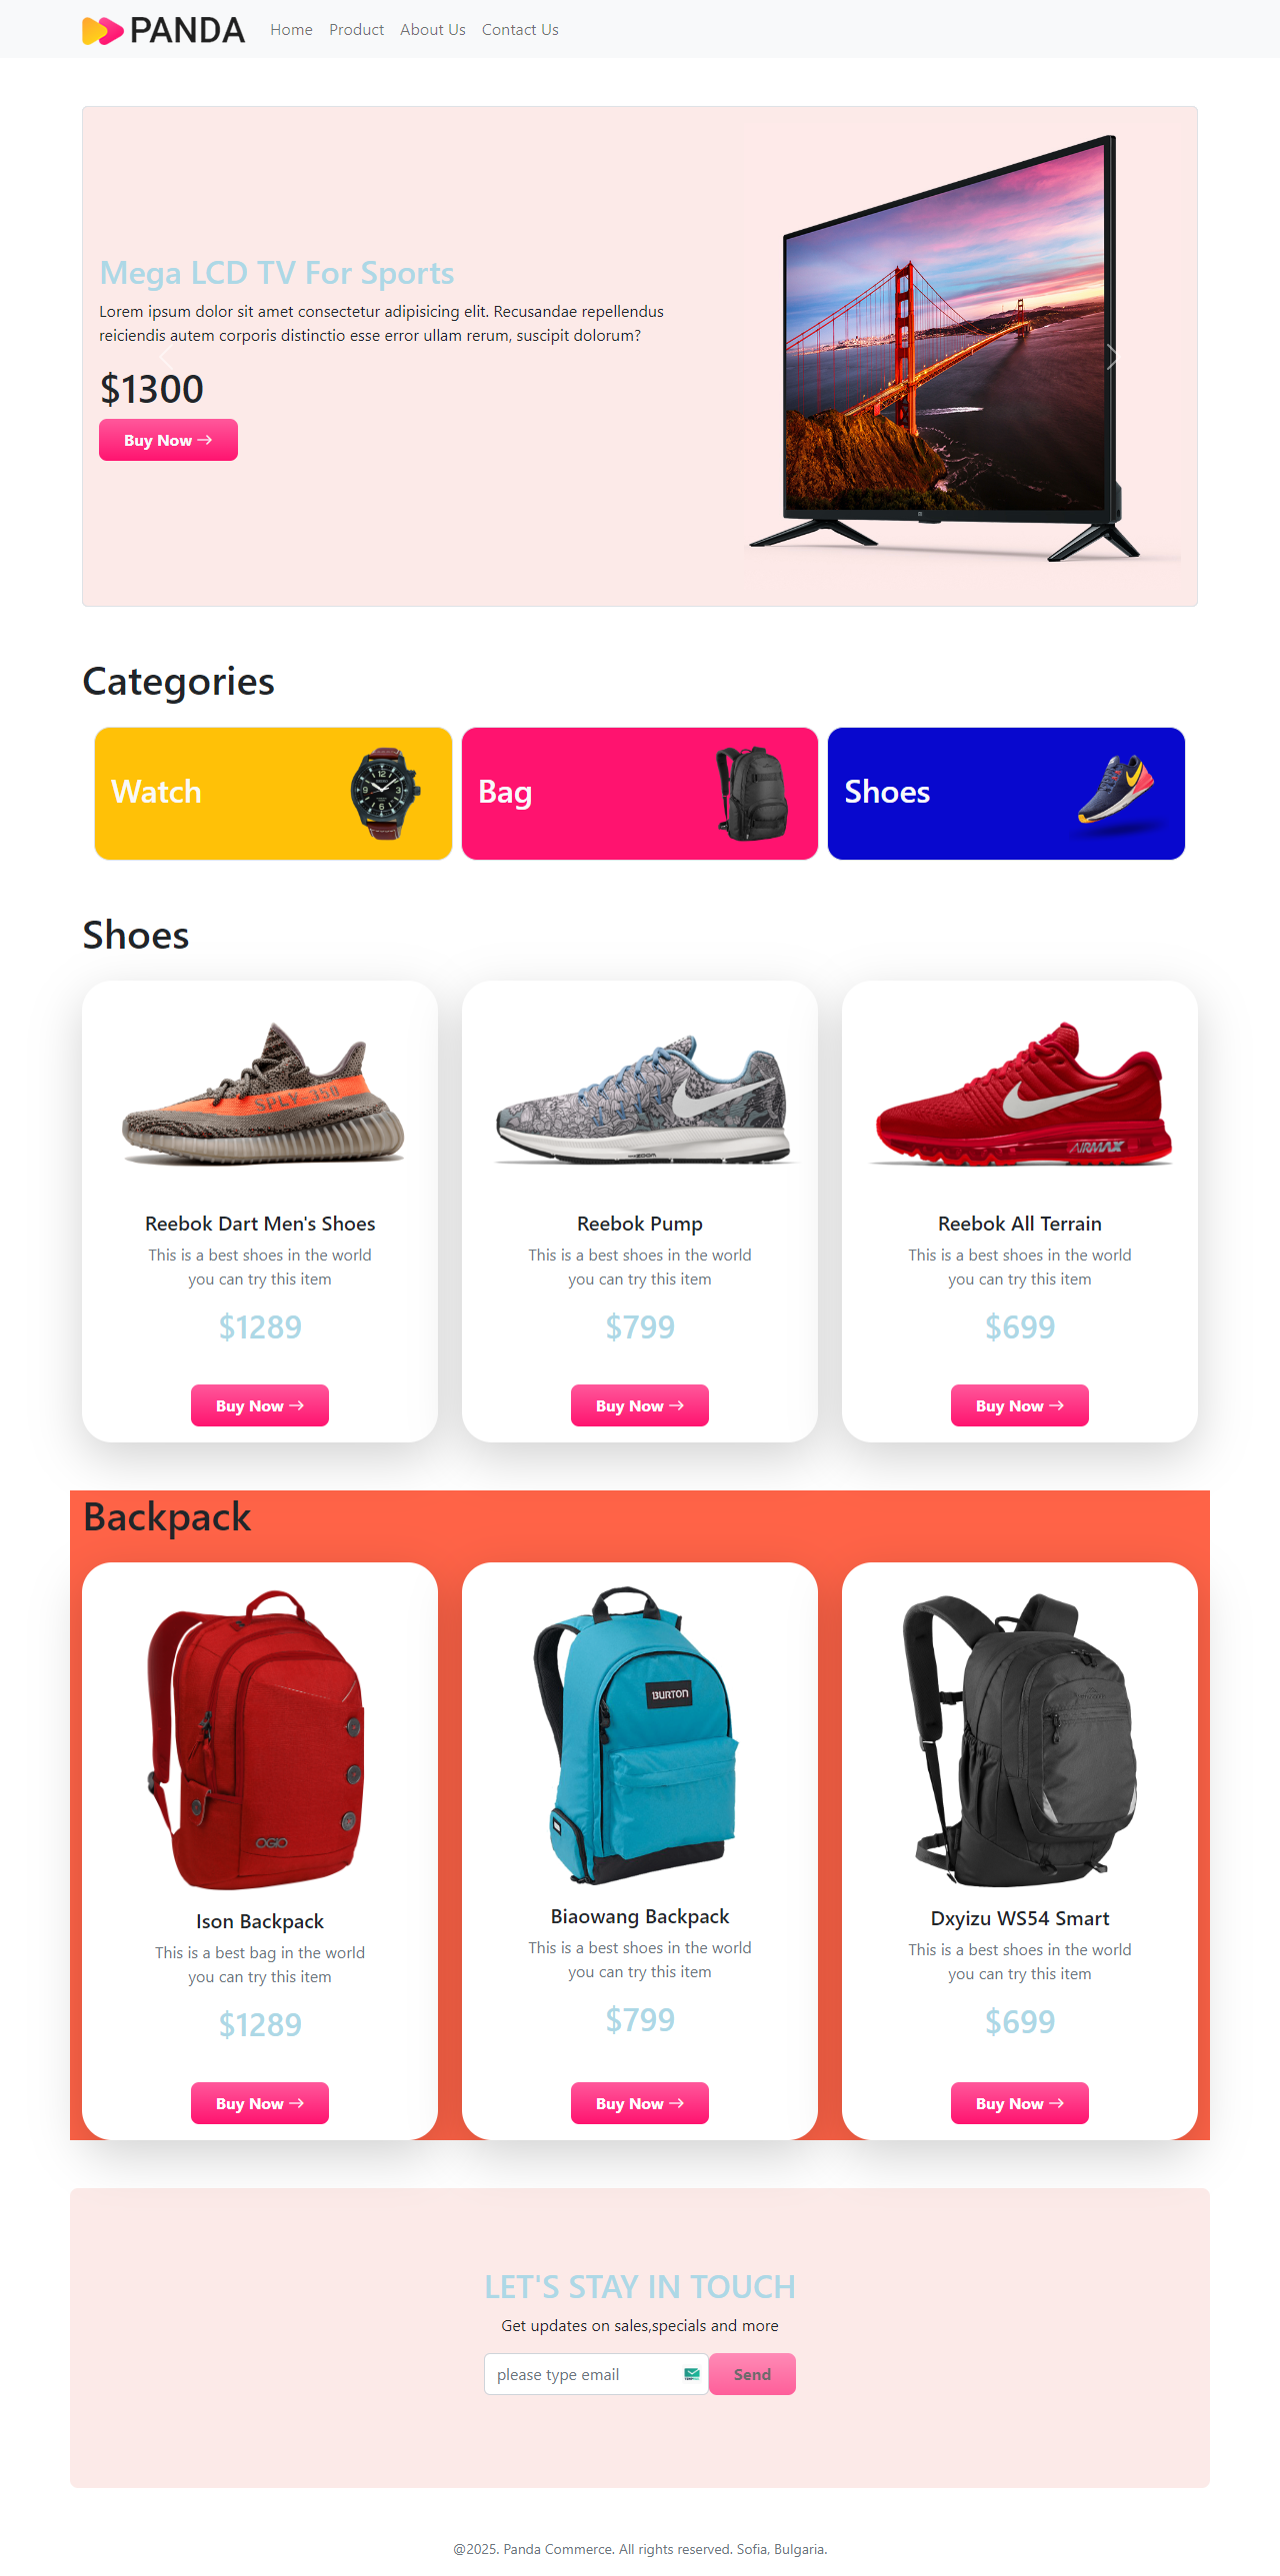 PANDA Home Product About Us Contact Us
Mega LCD TV For Sports
Lorem ipsum dolor sit amet consectetur adipisicing elit. Recusandae repellendus
reiciendis autem corporis distinctio esse error ullam rerum, suscipit dolorum?
$1300
Buy Now →
Categories
Watch
Bag
Shoes
Shoes
SPLY-350
AIRMAX
Reebok Dart Men's Shoes
This is a best shoes in the world
you can try this item
$1289
Buy Now →
Reebok Pump
This is a best shoes in the world
you can try this item
$799
Buy Now →
Reebok All Terrain
This is a best shoes in the world
you can try this item
$699
Buy Now →
Backpack
OGIO
BURTON
Ison Backpack
This is a best bag in the world
you can try this item
$1289
Buy Now →
Biaowang Backpack
This is a best shoes in the world
you can try this item
$799
Buy Now →
Dxyizu WS54 Smart
This is a best shoes in the world
you can try this item
$699
Buy Now →
LET'S STAY IN TOUCH
Get updates on sales,specials and more
please type email
Send
@2025. Panda Commerce. All rights reserved. Sofia, Bulgaria.